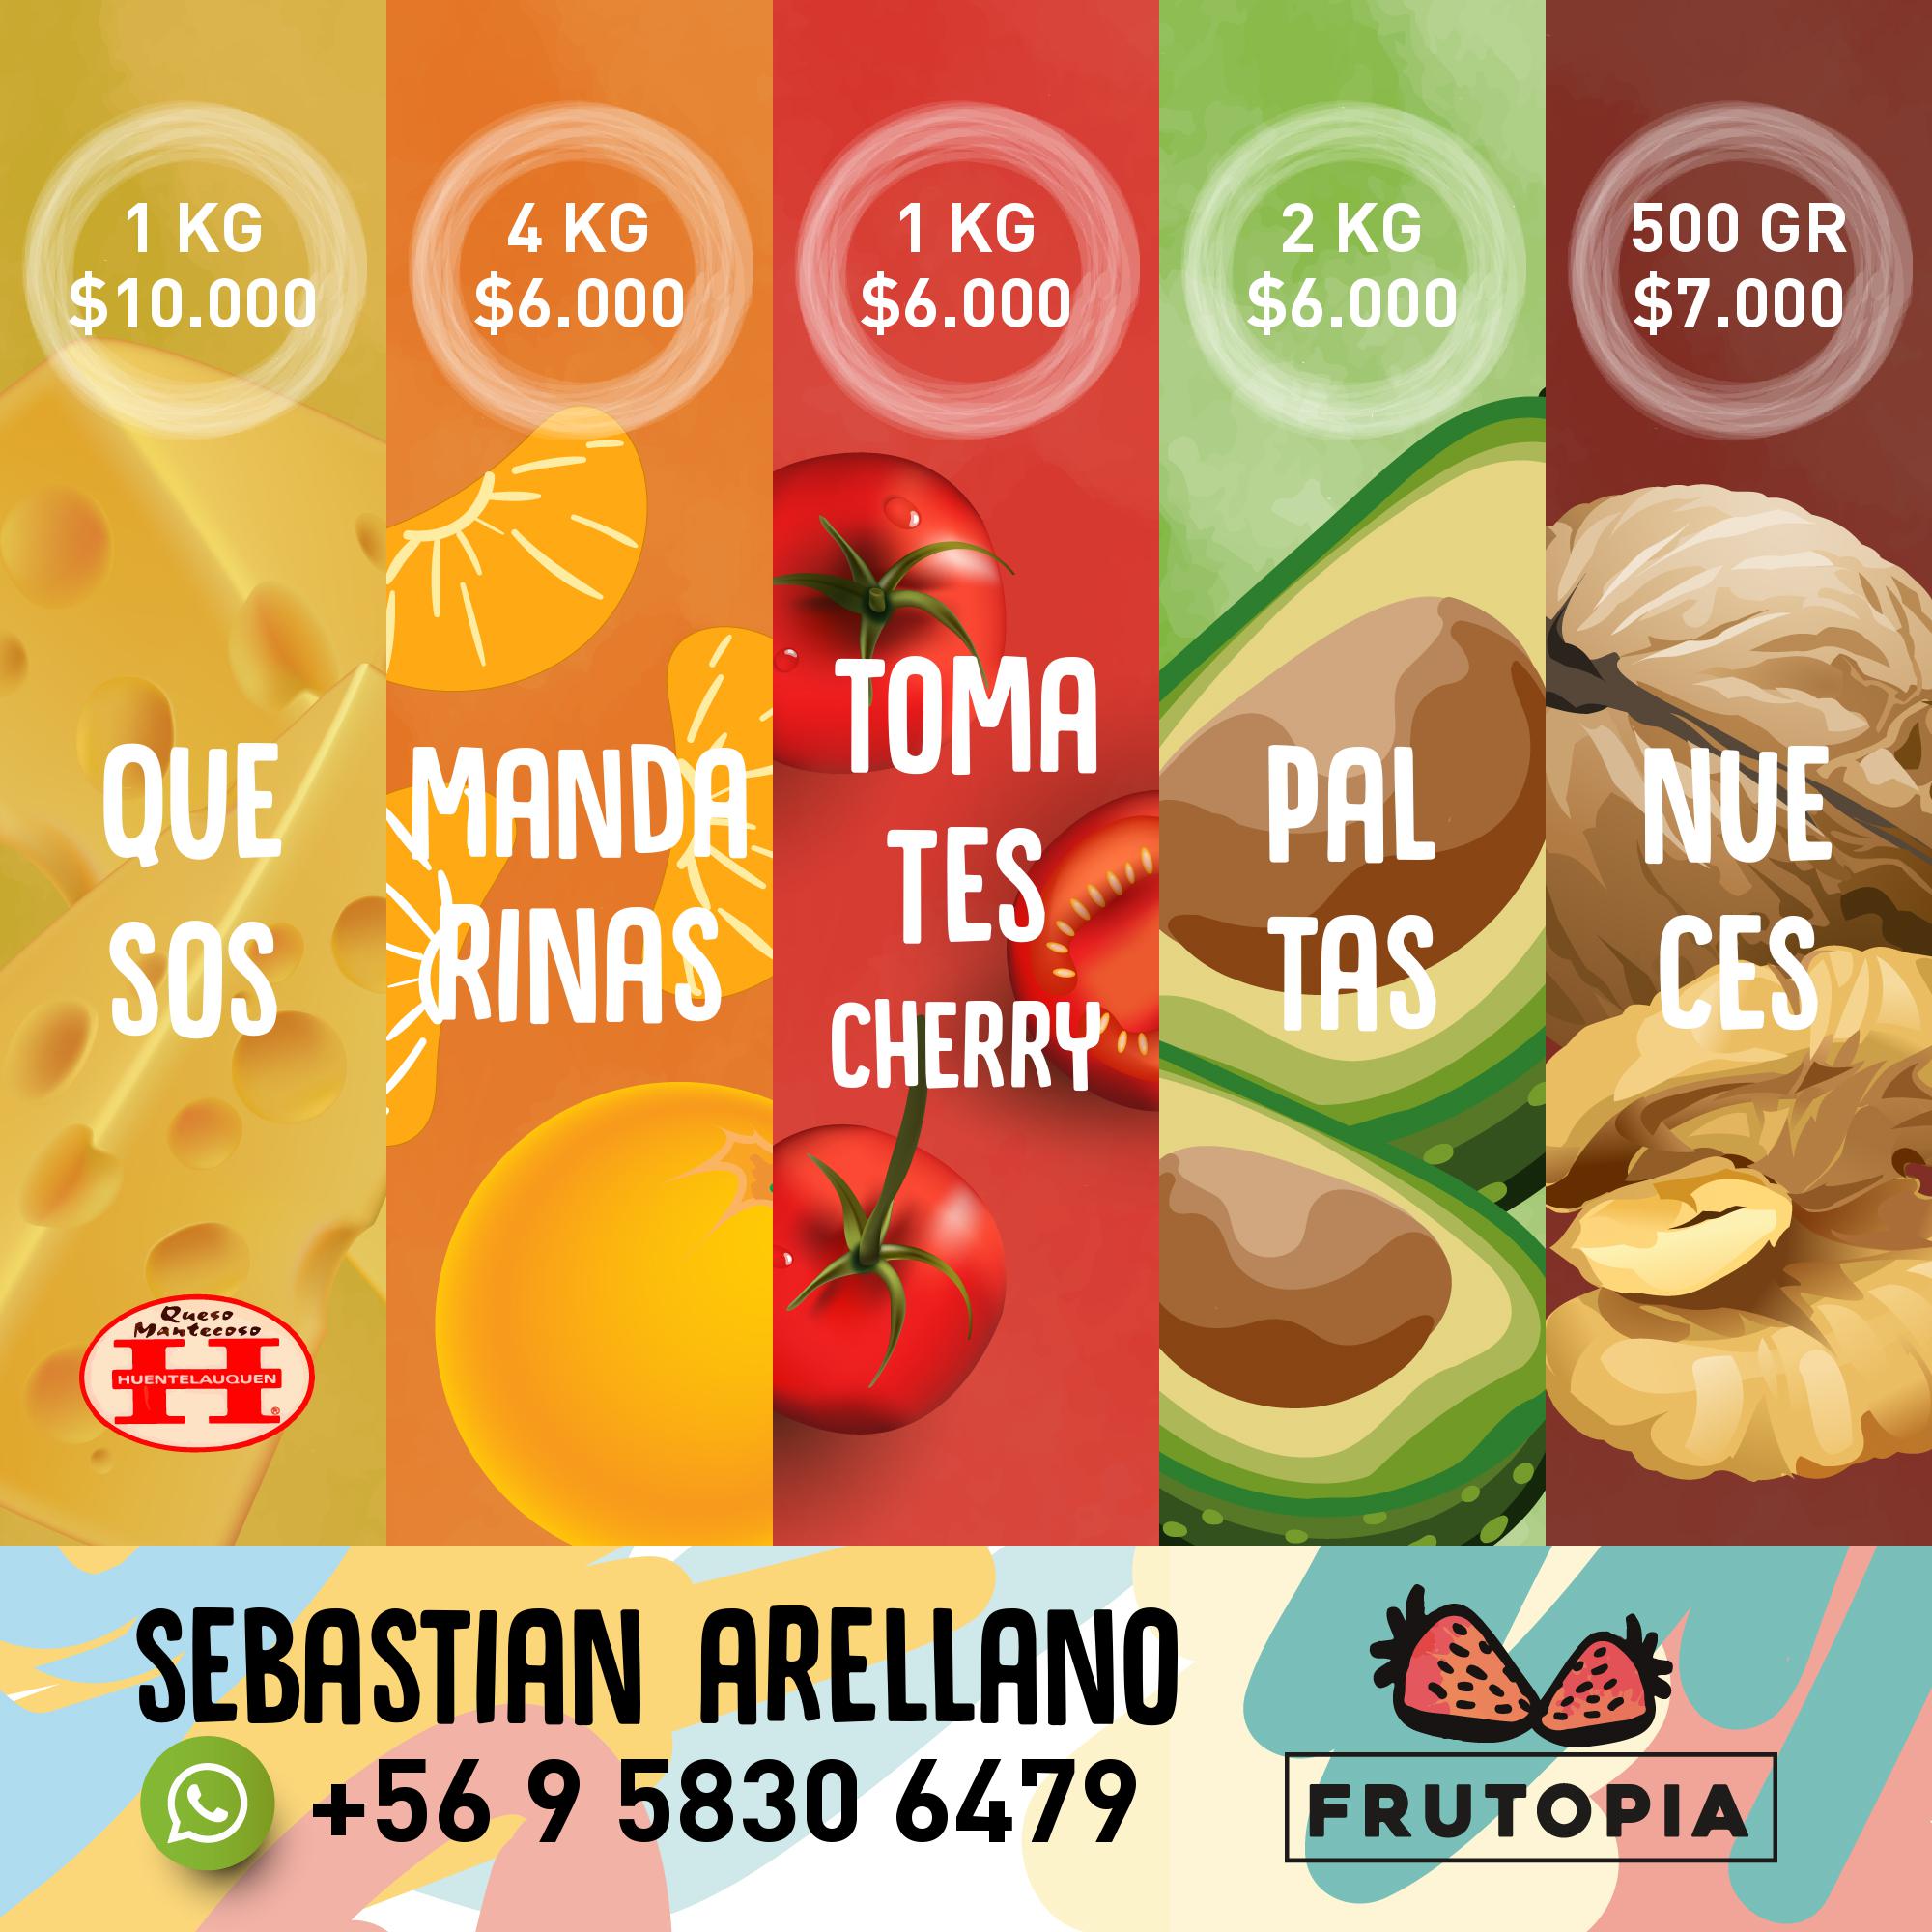 1 KG
$10.000
QUE
SOS
Queso
Mantecoso
H
HUENTELAUQUEN
®
4 KG
$6.000
MANDA
RINAS
1 KG
$6.000
TOMA
TES
CHERRY
2 KG
$6.000
PAL
TAS
500 GR
$7.000
NUE
CES
SEBASTIAN ARELLANO
+56 9 5830 6479
FRUTOPIA